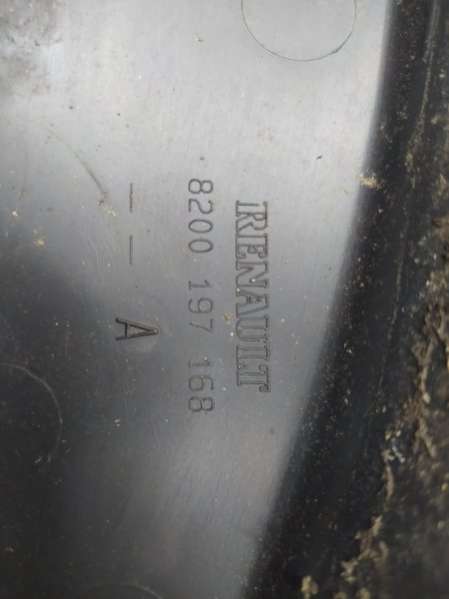 RENAULT
8200 197 168
— — A